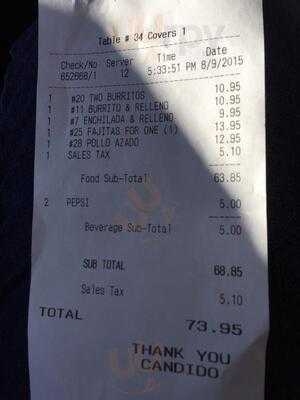 Table # 34 Covers 1
Check/No Server Time Date
652668/1 12 5:33:51 PM 8/9/2015
1 #20 TWO BURRITOS 10.95
1 #11 BURRITO & RELLENO 10.95
1 #7 ENCHILADA & RELLENO 9.95
1 #25 FAJITAS FOR ONE (1) 13.95
1 #28 POLLO AZADO 12.95
1 SALES TAX 5.10
Food Sub-Total 63.85
2 PEPSI 5.00
Beverage Sub-Total 5.00
SUB TOTAL 68.85
Sales Tax 5.10
TOTAL 73.95
THANK YOU
CANDIDO